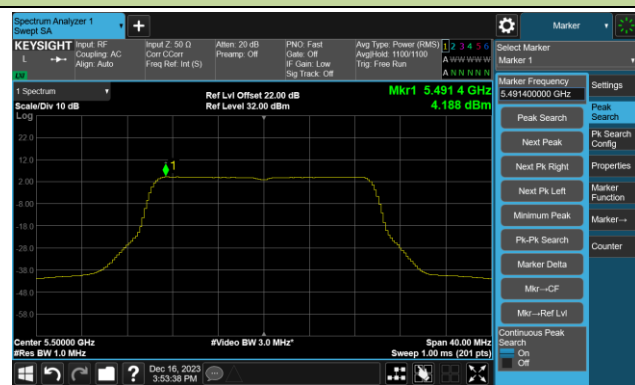 Spectrum Analyzer 1
Swept SA
Marker
KEYSIGHT Input: RF Input Z: 50 Ω Atten: 20 dB PNO: Fast Avg Type: Power (RMS) 1 2 3 4 5 6
L Coupling: AC Corr CCorr Preamp: Off Gate: Off Avg|Hold: 1100/1100 A W W W W W
Align: Auto Freq Ref: Int (S) IF Gain: Low Trig: Free Run
LW Sig Track: Off A N N N N N
Select Marker
Marker 1
1 Spectrum
Scale/Div 10 dB
Log
Ref Lvl Offset 22.00 dB
Ref Level 32.00 dBm
Mkr1 5.491 4 GHz
4.188 dBm
1
22.0
12.0
2.00
-8.00
-18.0
-28.0
-38.0
-48.0
-58.0
Center 5.50000 GHz #Video BW 3.0 MHz* Span 40.00 MHz
#Res BW 1.0 MHz Sweep 1.00 ms (201 pts)
Marker Frequency
5.491400000 GHz
Peak Search
Next Peak
Next Pk Right
Next Pk Left
Minimum Peak
Pk-Pk Search
Marker Delta
Mkr→CF
Mkr→Ref Lvl
Continuous Peak
Search
On
Off
Settings
Peak
Search
Pk Search
Config
Properties
Marker
Function
Marker→
Counter
?
Dec 16, 2023
3:53:38 PM